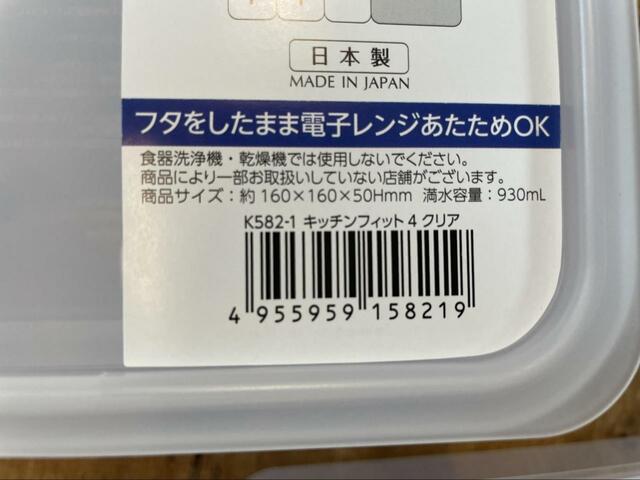 日本製
MADE IN JAPAN
フタをしたまま電子レンジあたためOK
食器洗浄機・乾燥機では使用しないでください。
商品により一部お取扱いしていない店舗がございます。
商品サイズ：約160×160×50Hmm 満水容量：930mL
K582-1 キッチンフィット4 クリア
4 955959 158219